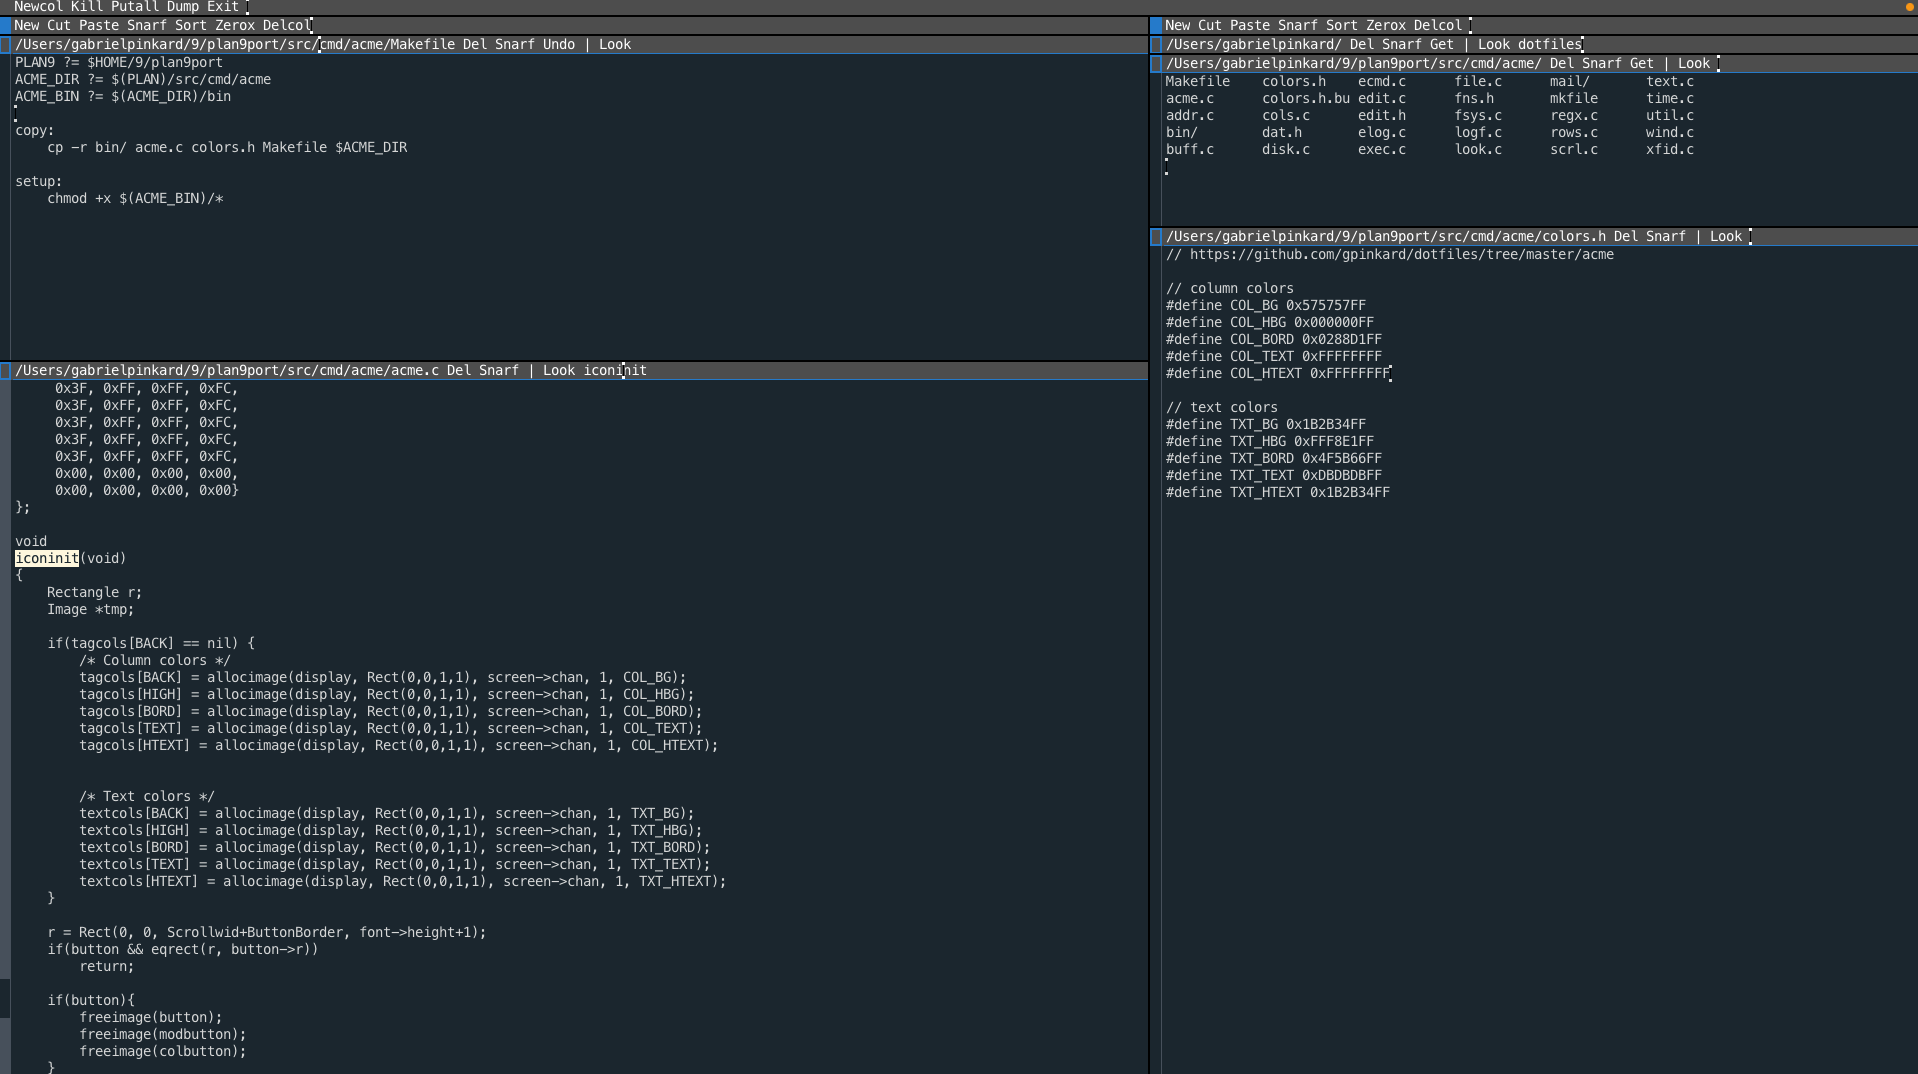 Newcol Kill Putall Dump Exit
New Cut Paste Snarf Sort Zerox Delcol
/Users/gabrielpinkard/9/plan9port/src/cmd/acme/Makefile Del Snarf Undo | Look
PLAN9 ?= $HOME/9/plan9port
ACME_DIR ?= $(PLAN)/src/cmd/acme
ACME_BIN ?= $(ACME_DIR)/bin

copy:
    cp -r bin/ acme.c colors.h Makefile $ACME_DIR

setup:
    chmod +x $(ACME_BIN)/*
/Users/gabrielpinkard/9/plan9port/src/cmd/acme/acme.c Del Snarf | Look iconinit
     0x3F, 0xFF, 0xFF, 0xFC,
     0x3F, 0xFF, 0xFF, 0xFC,
     0x3F, 0xFF, 0xFF, 0xFC,
     0x3F, 0xFF, 0xFF, 0xFC,
     0x3F, 0xFF, 0xFF, 0xFC,
     0x00, 0x00, 0x00, 0x00,
     0x00, 0x00, 0x00, 0x00}
};

void
iconinit(void)
{
    Rectangle r;
    Image *tmp;

    if(tagcols[BACK] == nil) {
        /* Column colors */
        tagcols[BACK] = allocimage(display, Rect(0,0,1,1), screen->chan, 1, COL_BG);
        tagcols[HIGH] = allocimage(display, Rect(0,0,1,1), screen->chan, 1, COL_HBG);
        tagcols[BORD] = allocimage(display, Rect(0,0,1,1), screen->chan, 1, COL_BORD);
        tagcols[TEXT] = allocimage(display, Rect(0,0,1,1), screen->chan, 1, COL_TEXT);
        tagcols[HTEXT] = allocimage(display, Rect(0,0,1,1), screen->chan, 1, COL_HTEXT);


        /* Text colors */
        textcols[BACK] = allocimage(display, Rect(0,0,1,1), screen->chan, 1, TXT_BG);
        textcols[HIGH] = allocimage(display, Rect(0,0,1,1), screen->chan, 1, TXT_HBG);
        textcols[BORD] = allocimage(display, Rect(0,0,1,1), screen->chan, 1, TXT_BORD);
        textcols[TEXT] = allocimage(display, Rect(0,0,1,1), screen->chan, 1, TXT_TEXT);
        textcols[HTEXT] = allocimage(display, Rect(0,0,1,1), screen->chan, 1, TXT_HTEXT);
    }

    r = Rect(0, 0, Scrollwid+ButtonBorder, font->height+1);
    if(button && eqrect(r, button->r))
        return;

    if(button){
        freeimage(button);
        freeimage(modbutton);
        freeimage(colbutton);
    }
New Cut Paste Snarf Sort Zerox Delcol
/Users/gabrielpinkard/ Del Snarf Get | Look dotfiles
/Users/gabrielpinkard/9/plan9port/src/cmd/acme/ Del Snarf Get | Look
Makefile    colors.h    ecmd.c      file.c      mail/       text.c
acme.c      colors.h.bu edit.c      fns.h       mkfile      time.c
addr.c      cols.c      edit.h      fsys.c      regx.c      util.c
bin/        dat.h       elog.c      logf.c      rows.c      wind.c
buff.c      disk.c      exec.c      look.c      scrl.c      xfid.c
/Users/gabrielpinkard/9/plan9port/src/cmd/acme/colors.h Del Snarf | Look
// https://github.com/gpinkard/dotfiles/tree/master/acme

// column colors
#define COL_BG 0x575757FF
#define COL_HBG 0x000000FF
#define COL_BORD 0x0288D1FF
#define COL_TEXT 0xFFFFFFFF
#define COL_HTEXT 0xFFFFFFFF

// text colors
#define TXT_BG 0x1B2B34FF
#define TXT_HBG 0xFFF8E1FF
#define TXT_BORD 0x4F5B66FF
#define TXT_TEXT 0xDBDBDBFF
#define TXT_HTEXT 0x1B2B34FF